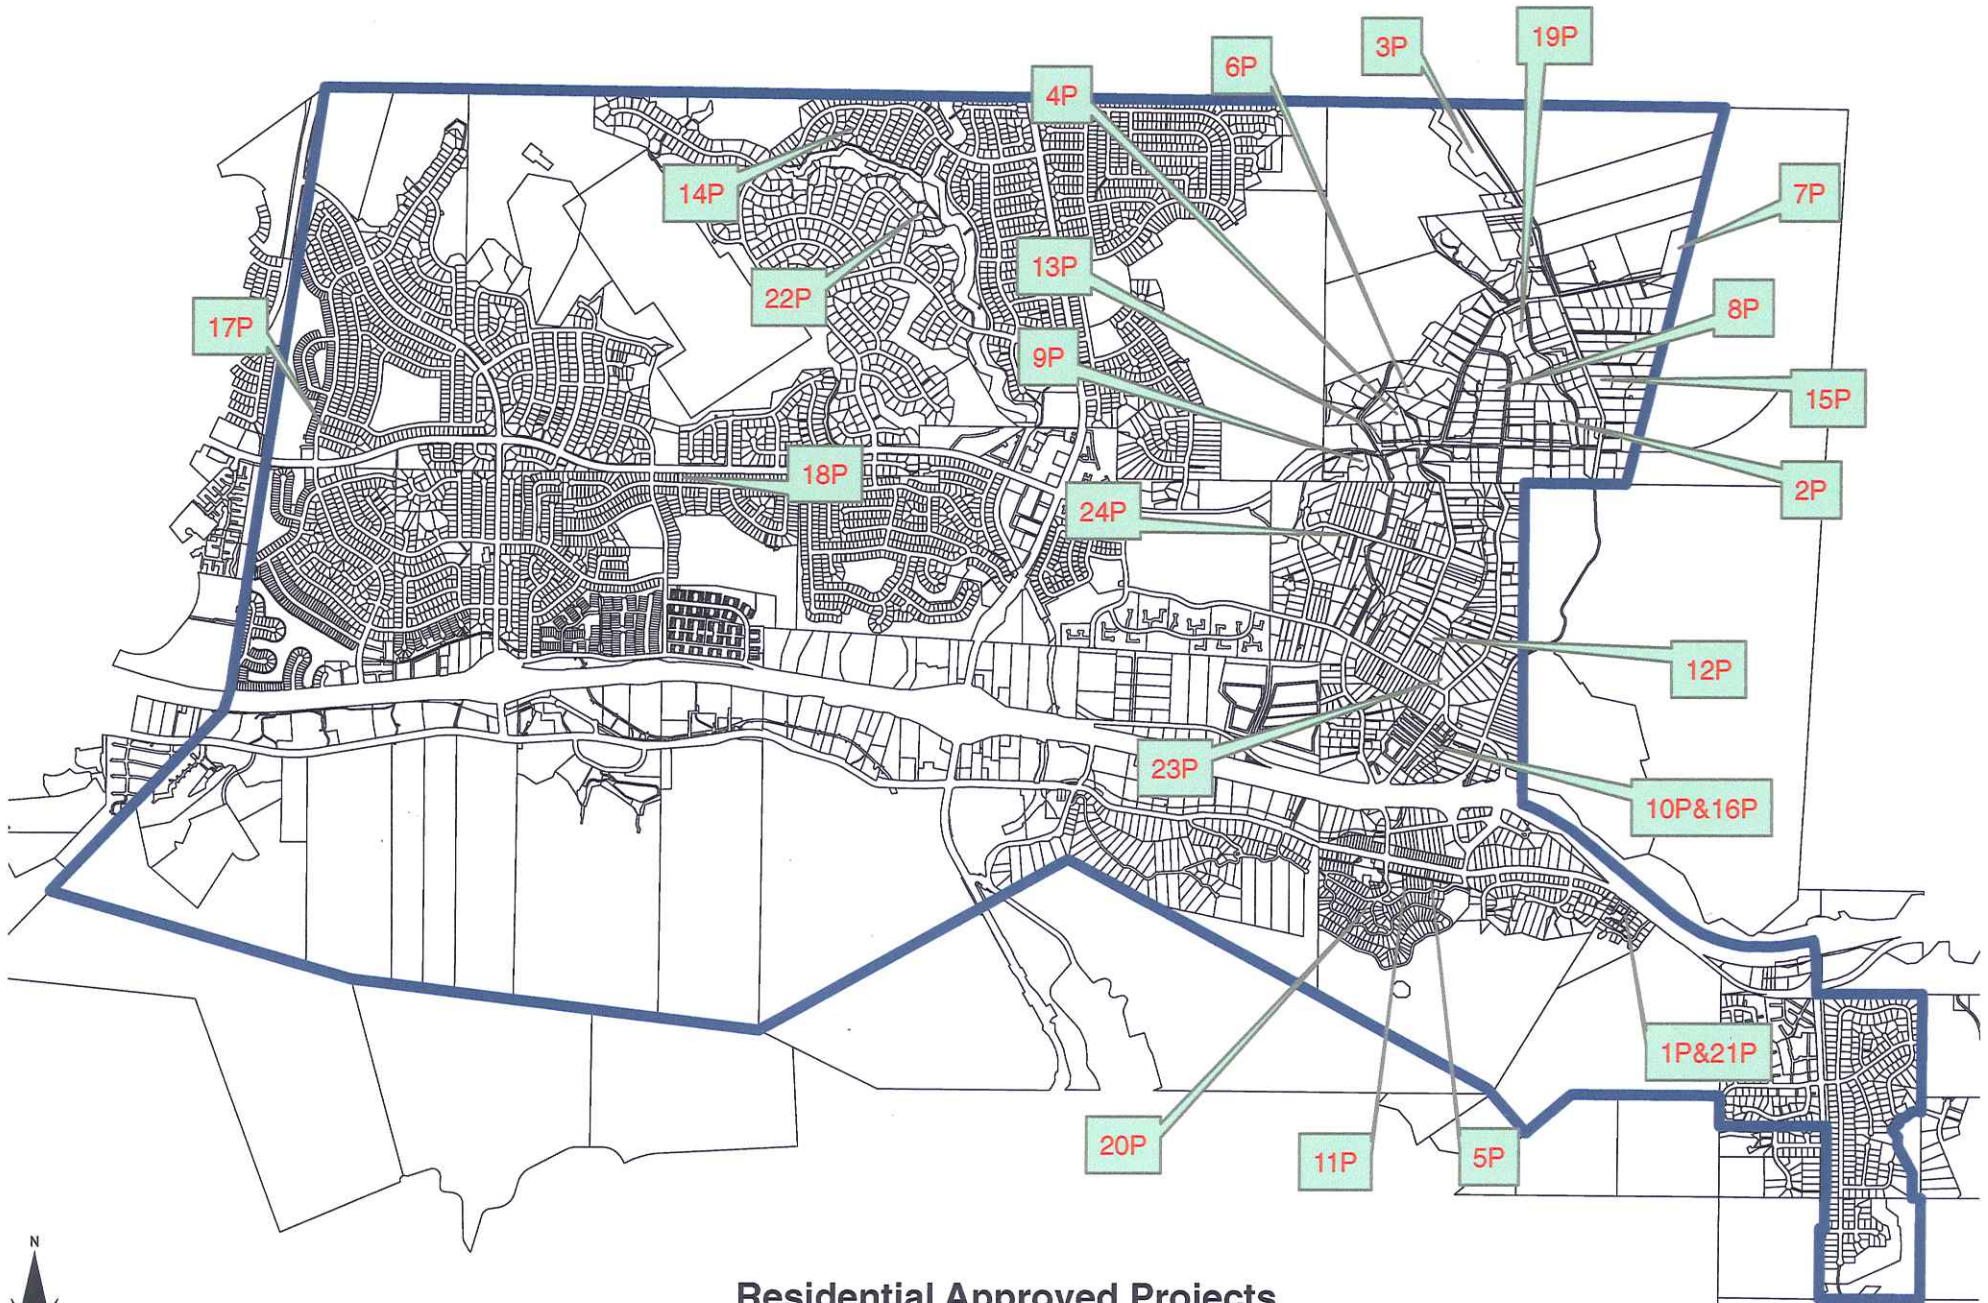 19P
3P
6P
4P
14P
7P
13P
22P
8P
17P
9P
15P
18P
2P
24P
12P
23P
10P&16P
1P&21P
20P
11P
5P
N
Residential Approved Projects